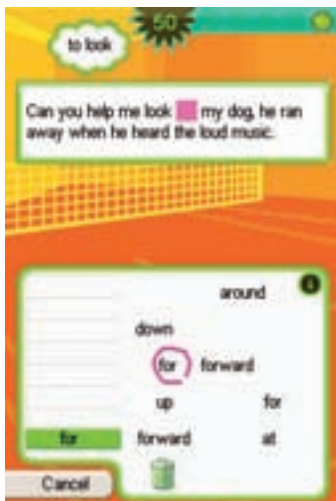 50
to look
Can you help me look my dog, he ran
away when he heard the loud music.
around
down
for forward
up for
for forward at
Cancel